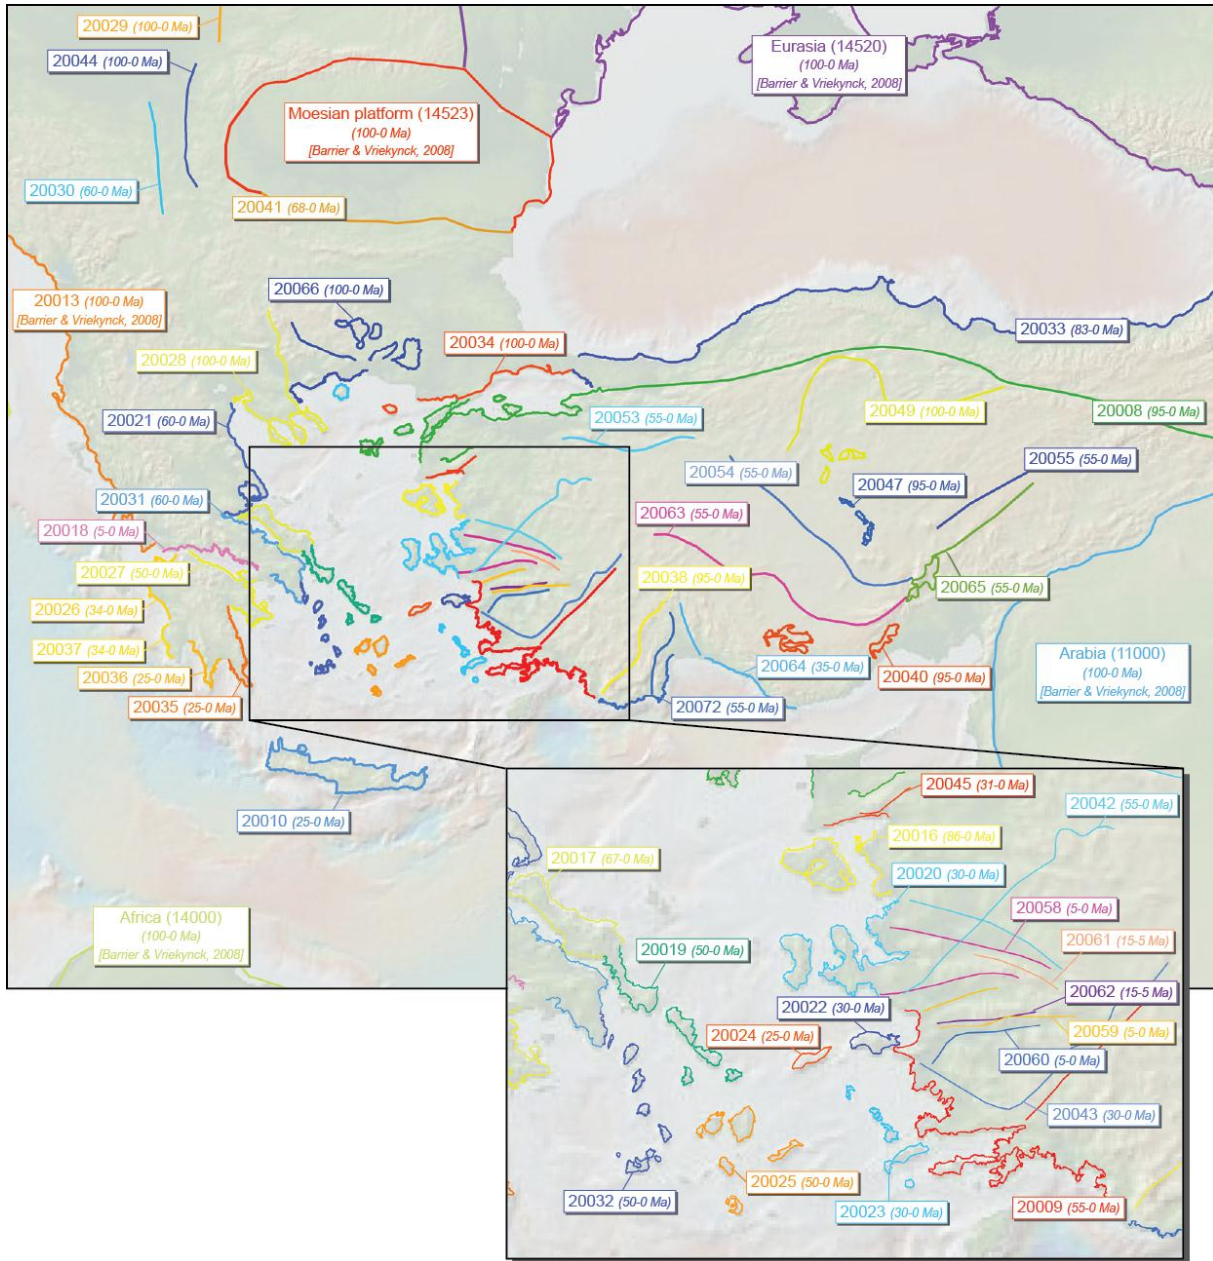 20029 (100-0 Ma)
20044 (100-0 Ma)
Eurasia (14520)
(100-0 Ma)
[Barrier & Vriekynck, 2008]
Moesian platform (14523)
(100-0 Ma)
[Barrier & Vriekynck, 2008]
20030 (60-0 Ma)
20041 (68-0 Ma)
20066 (100-0 Ma)
20013 (100-0 Ma)
[Barrier & Vriekynck, 2008]
20033 (83-0 Ma)
20034 (100-0 Ma)
20028 (100-0 Ma)
20021 (60-0 Ma)
20053 (55-0 Ma)
20049 (100-0 Ma)
20008 (95-0 Ma)
20054 (55-0 Ma)
20055 (55-0 Ma)
20047 (95-0 Ma)
20031 (60-0 Ma)
20063 (55-0 Ma)
20018 (5-0 Ma)
20027 (50-0 Ma)
20038 (95-0 Ma)
20065 (55-0 Ma)
20026 (34-0 Ma)
20037 (34-0 Ma)
20036 (25-0 Ma)
20035 (25-0 Ma)
20064 (35-0 Ma)
20040 (95-0 Ma)
Arabia (11000)
(100-0 Ma)
[Barrier & Vriekynck, 2008]
20072 (55-0 Ma)
20010 (25-0 Ma)
Africa (14000)
(100-0 Ma)
[Barrier & Vriekynck, 2008]
20045 (31-0 Ma)
20042 (55-0 Ma)
20016 (86-0 Ma)
20017 (67-0 Ma)
20020 (30-0 Ma)
20058 (5-0 Ma)
20061 (15-5 Ma)
20019 (50-0 Ma)
20062 (15-5 Ma)
20022 (30-0 Ma)
20059 (5-0 Ma)
20024 (25-0 Ma)
20060 (5-0 Ma)
20043 (30-0 Ma)
20025 (50-0 Ma)
20032 (50-0 Ma)
20023 (30-0 Ma)
20009 (55-0 Ma)